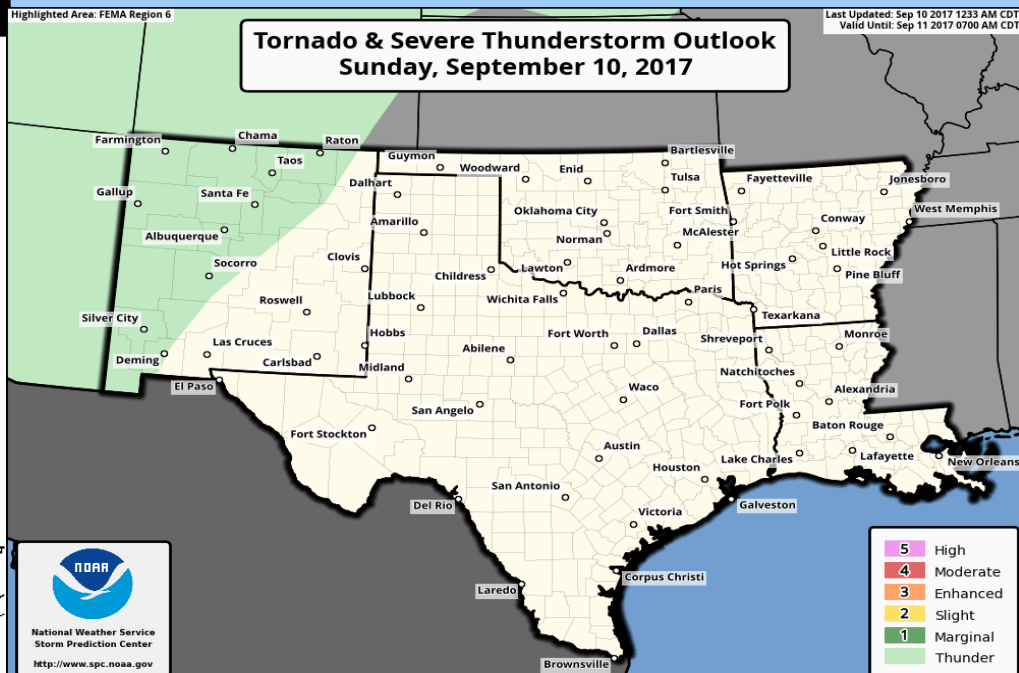 Highlighted Area: FEMA Region 6
Last Updated: Sep 10 2017 1233 AM CDT
Valid Until: Sep 11 2017 0700 AM CDT
Tornado & Severe Thunderstorm Outlook
Sunday, September 10, 2017
Farmington
Chama
Raton
Taos
Gallup
Santa Fe
Albuquerque
Socorro
Silver City
Deming
Las Cruces
Roswell
Clovis
Carlsbad
Hobbs
El Paso
Guymon
Woodward
Enid
Bartlesville
Tulsa
Oklahoma City
Norman
McAlester
Lawton
Ardmore
Fayetteville
Jonesboro
West Memphis
Fort Smith
Conway
Little Rock
Hot Springs
Pine Bluff
Texarkana
Dalhart
Amarillo
Childress
Lubbock
Wichita Falls
Paris
Fort Worth
Dallas
Abilene
Midland
San Angelo
Waco
Fort Stockton
Austin
Houston
San Antonio
Del Rio
Victoria
Galveston
Corpus Christi
Laredo
Brownsville
Shreveport
Monroe
Natchitoches
Alexandria
Fort Polk
Baton Rouge
Lake Charles
Lafayette
New Orleans
NOAA
National Weather Service
Storm Prediction Center
http://www.spc.noaa.gov
5 High
4 Moderate
3 Enhanced
2 Slight
1 Marginal
Thunder